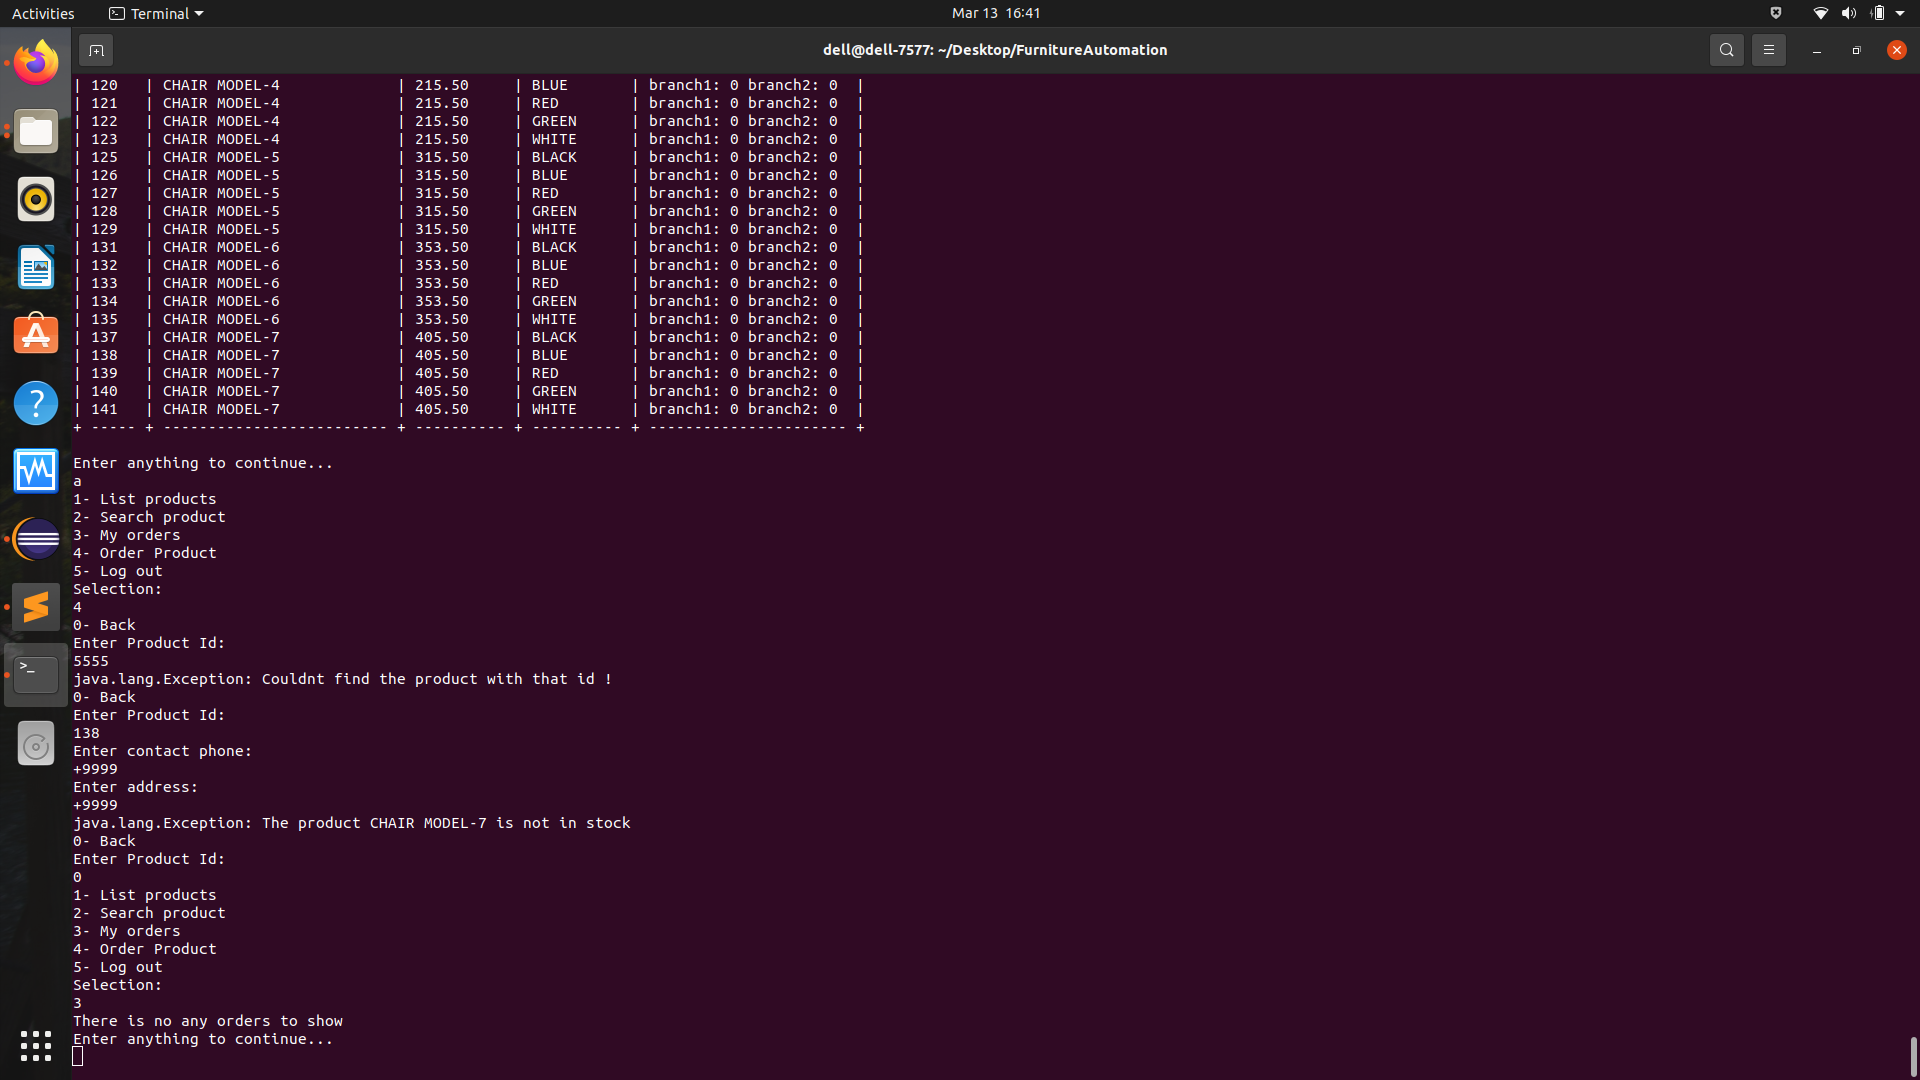 Activities Terminal Mar 13 16:41
dell@dell-7577: ~/Desktop/FurnitureAutomation
| 120 | CHAIR MODEL-4 | 215.50 | BLUE | branch1: 0 branch2: 0 |
| 121 | CHAIR MODEL-4 | 215.50 | RED | branch1: 0 branch2: 0 |
| 122 | CHAIR MODEL-4 | 215.50 | GREEN | branch1: 0 branch2: 0 |
| 123 | CHAIR MODEL-4 | 215.50 | WHITE | branch1: 0 branch2: 0 |
| 125 | CHAIR MODEL-5 | 315.50 | BLACK | branch1: 0 branch2: 0 |
| 126 | CHAIR MODEL-5 | 315.50 | BLUE | branch1: 0 branch2: 0 |
| 127 | CHAIR MODEL-5 | 315.50 | RED | branch1: 0 branch2: 0 |
| 128 | CHAIR MODEL-5 | 315.50 | GREEN | branch1: 0 branch2: 0 |
| 129 | CHAIR MODEL-5 | 315.50 | WHITE | branch1: 0 branch2: 0 |
| 131 | CHAIR MODEL-6 | 353.50 | BLACK | branch1: 0 branch2: 0 |
| 132 | CHAIR MODEL-6 | 353.50 | BLUE | branch1: 0 branch2: 0 |
| 133 | CHAIR MODEL-6 | 353.50 | RED | branch1: 0 branch2: 0 |
| 134 | CHAIR MODEL-6 | 353.50 | GREEN | branch1: 0 branch2: 0 |
| 135 | CHAIR MODEL-6 | 353.50 | WHITE | branch1: 0 branch2: 0 |
| 137 | CHAIR MODEL-7 | 405.50 | BLACK | branch1: 0 branch2: 0 |
| 138 | CHAIR MODEL-7 | 405.50 | BLUE | branch1: 0 branch2: 0 |
| 139 | CHAIR MODEL-7 | 405.50 | RED | branch1: 0 branch2: 0 |
| 140 | CHAIR MODEL-7 | 405.50 | GREEN | branch1: 0 branch2: 0 |
| 141 | CHAIR MODEL-7 | 405.50 | WHITE | branch1: 0 branch2: 0 |
+ ----- + ------------------------- + ---------- + ---------- + ---------------------- +
Enter anything to continue...
a
1- List products
2- Search product
3- My orders
4- Order Product
5- Log out
Selection:
4
0- Back
Enter Product Id:
5555
java.lang.Exception: Couldnt find the product with that id !
0- Back
Enter Product Id:
138
Enter contact phone:
+9999
Enter address:
+9999
java.lang.Exception: The product CHAIR MODEL-7 is not in stock
0- Back
Enter Product Id:
0
1- List products
2- Search product
3- My orders
4- Order Product
5- Log out
Selection:
3
There is no any orders to show
Enter anything to continue...